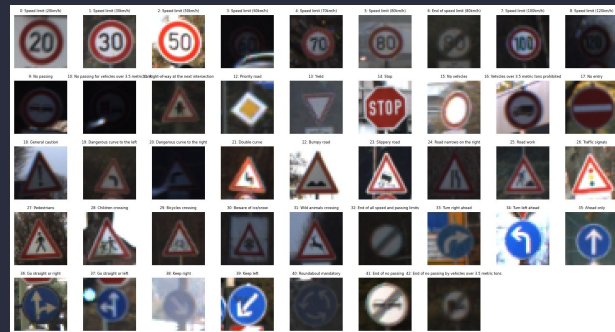 0: Speed limit (20km/h) 1: Speed limit (30km/h) 2: Speed limit (50km/h) 3: Speed limit (60km/h) 4: Speed limit (70km/h) 5: Speed limit (80km/h) 6: End of speed limit (80km/h) 7: Speed limit (100km/h) 8: Speed limit (120km/h)
20 30 50 60 70 80 80 100
9: No passing 10: No passing for vehicles over 3.5 metric 11: Right-of-way at the next intersection 12: Priority road 13: Yield 14: Stop 15: No vehicles 16: Vehicles over 3.5 metric tons prohibited 17: No entry
STOP
18: General caution 19: Dangerous curve to the left 20: Dangerous curve to the right 21: Double curve 22: Bumpy road 23: Slippery road 24: Road narrows on the right 25: Road work 26: Traffic signals
27: Pedestrians 28: Children crossing 29: Bicycles crossing 30: Beware of ice/snow 31: Wild animals crossing 32: End of all speed and passing limits 33: Turn right ahead 34: Turn left ahead 35: Ahead only
36: Go straight or right 37: Go straight or left 38: Keep right 39: Keep left 40: Roundabout mandatory 41: End of no passing 42: End of no passing by vehicles over 3.5 metric tons